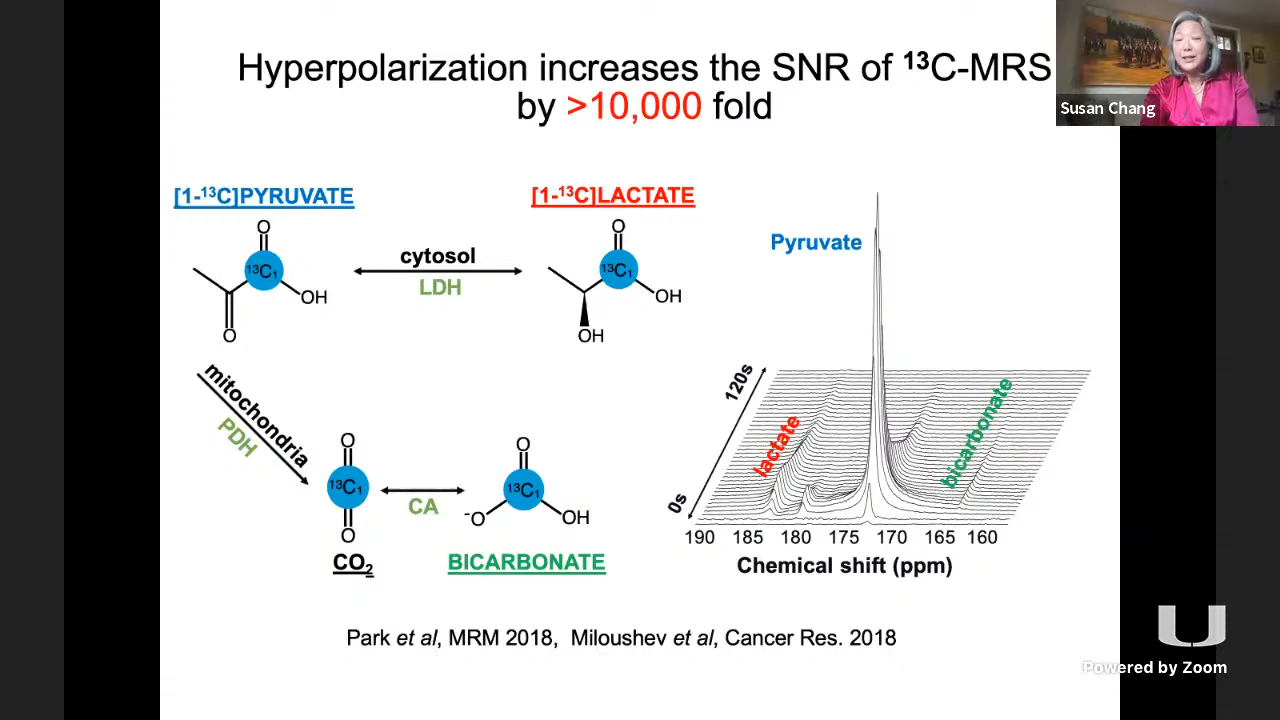 Hyperpolarization increases the SNR of ¹³C-MRS
by >10,000 fold
Susan Chang
[1-¹³C]PYRUVATE
[1-¹³C]LACTATE
O
¹³C₁
OH
O
cytosol
LDH
O
¹³C₁
OH
OH
mitochondria
PDH
O
¹³C₁
O
CO₂
CA
O
¹³C₁
⁻O
OH
BICARBONATE
Pyruvate
120s
0s
lactate
bicarbonate
190 185 180 175 170 165 160
Chemical shift (ppm)
Park et al, MRM 2018, Miloushev et al, Cancer Res. 2018
U
Powered by Zoom